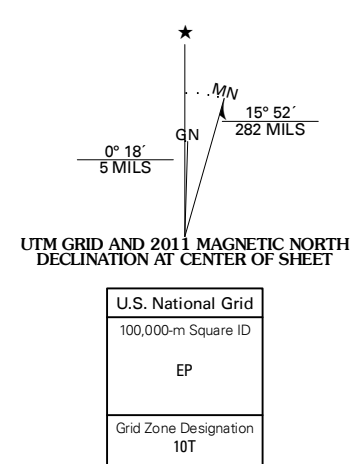 MN
15° 52´
282 MILS
GN
0° 18´
5 MILS
UTM GRID AND 2011 MAGNETIC NORTH
DECLINATION AT CENTER OF SHEET
U.S. National Grid
100,000-m Square ID
EP
Grid Zone Designation
10T